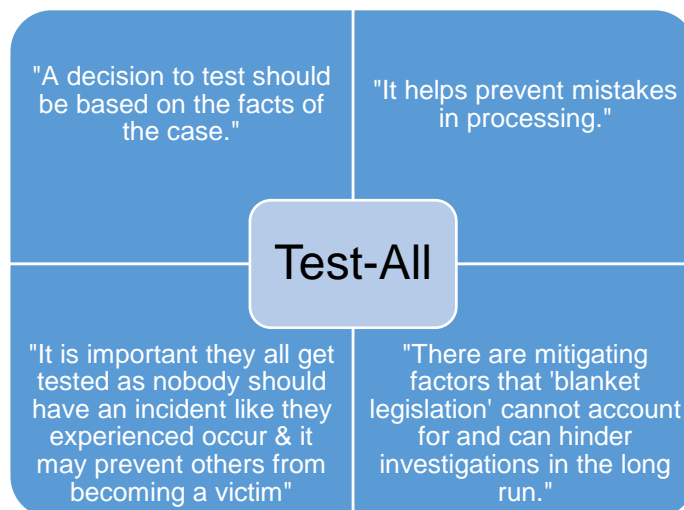 "A decision to test should
be based on the facts of
the case."
"It helps prevent mistakes
in processing."
Test-All
"It is important they all get
tested as nobody should
have an incident like they
experienced occur & it
may prevent others from
becoming a victim"
"There are mitigating
factors that 'blanket
legislation' cannot account
for and can hinder
investigations in the long
run."